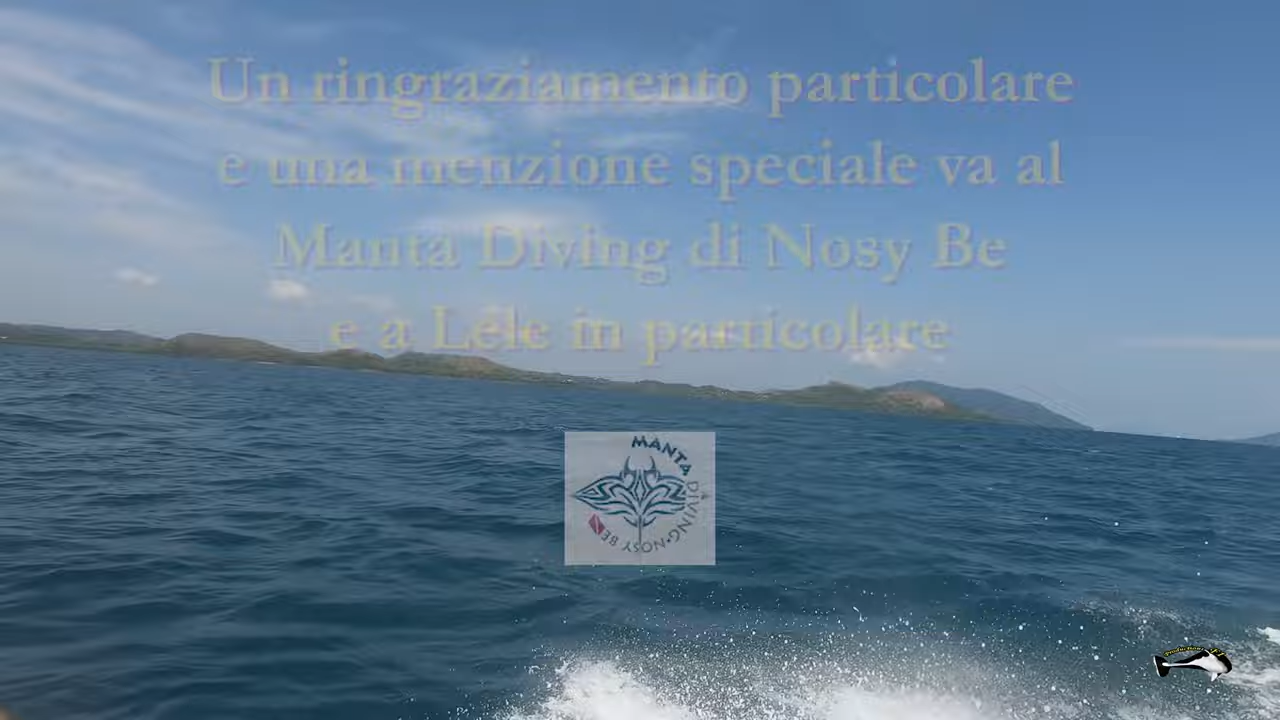 Un ringraziamento particolare
e una menzione speciale va al
Manta Diving di Nosy Be
e a Lele in particolare
MANTA DIVING·NOSY BE